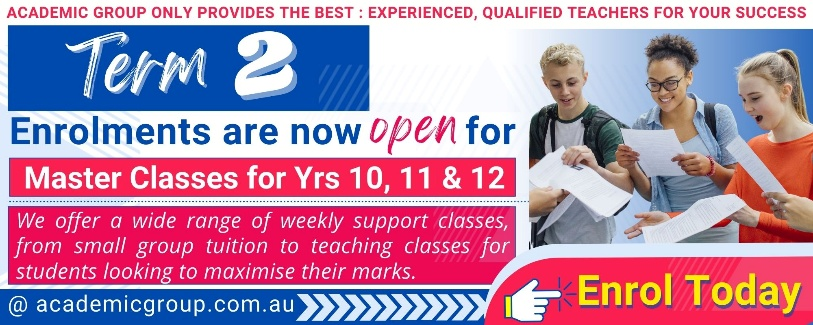 ACADEMIC GROUP ONLY PROVIDES THE BEST : EXPERIENCED, QUALIFIED TEACHERS FOR YOUR SUCCESS
Term 2
Enrolments are now open for
Master Classes for Yrs 10, 11 & 12
We offer a wide range of weekly support classes,
from small group tuition to teaching classes for
students looking to maximise their marks.
@ academicgroup.com.au
Enrol Today